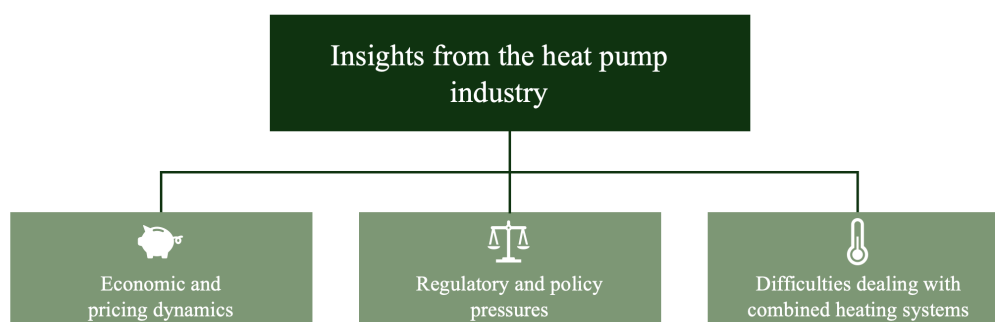 Insights from the heat pump
industry
Economic and
pricing dynamics
Regulatory and policy
pressures
Difficulties dealing with
combined heating systems